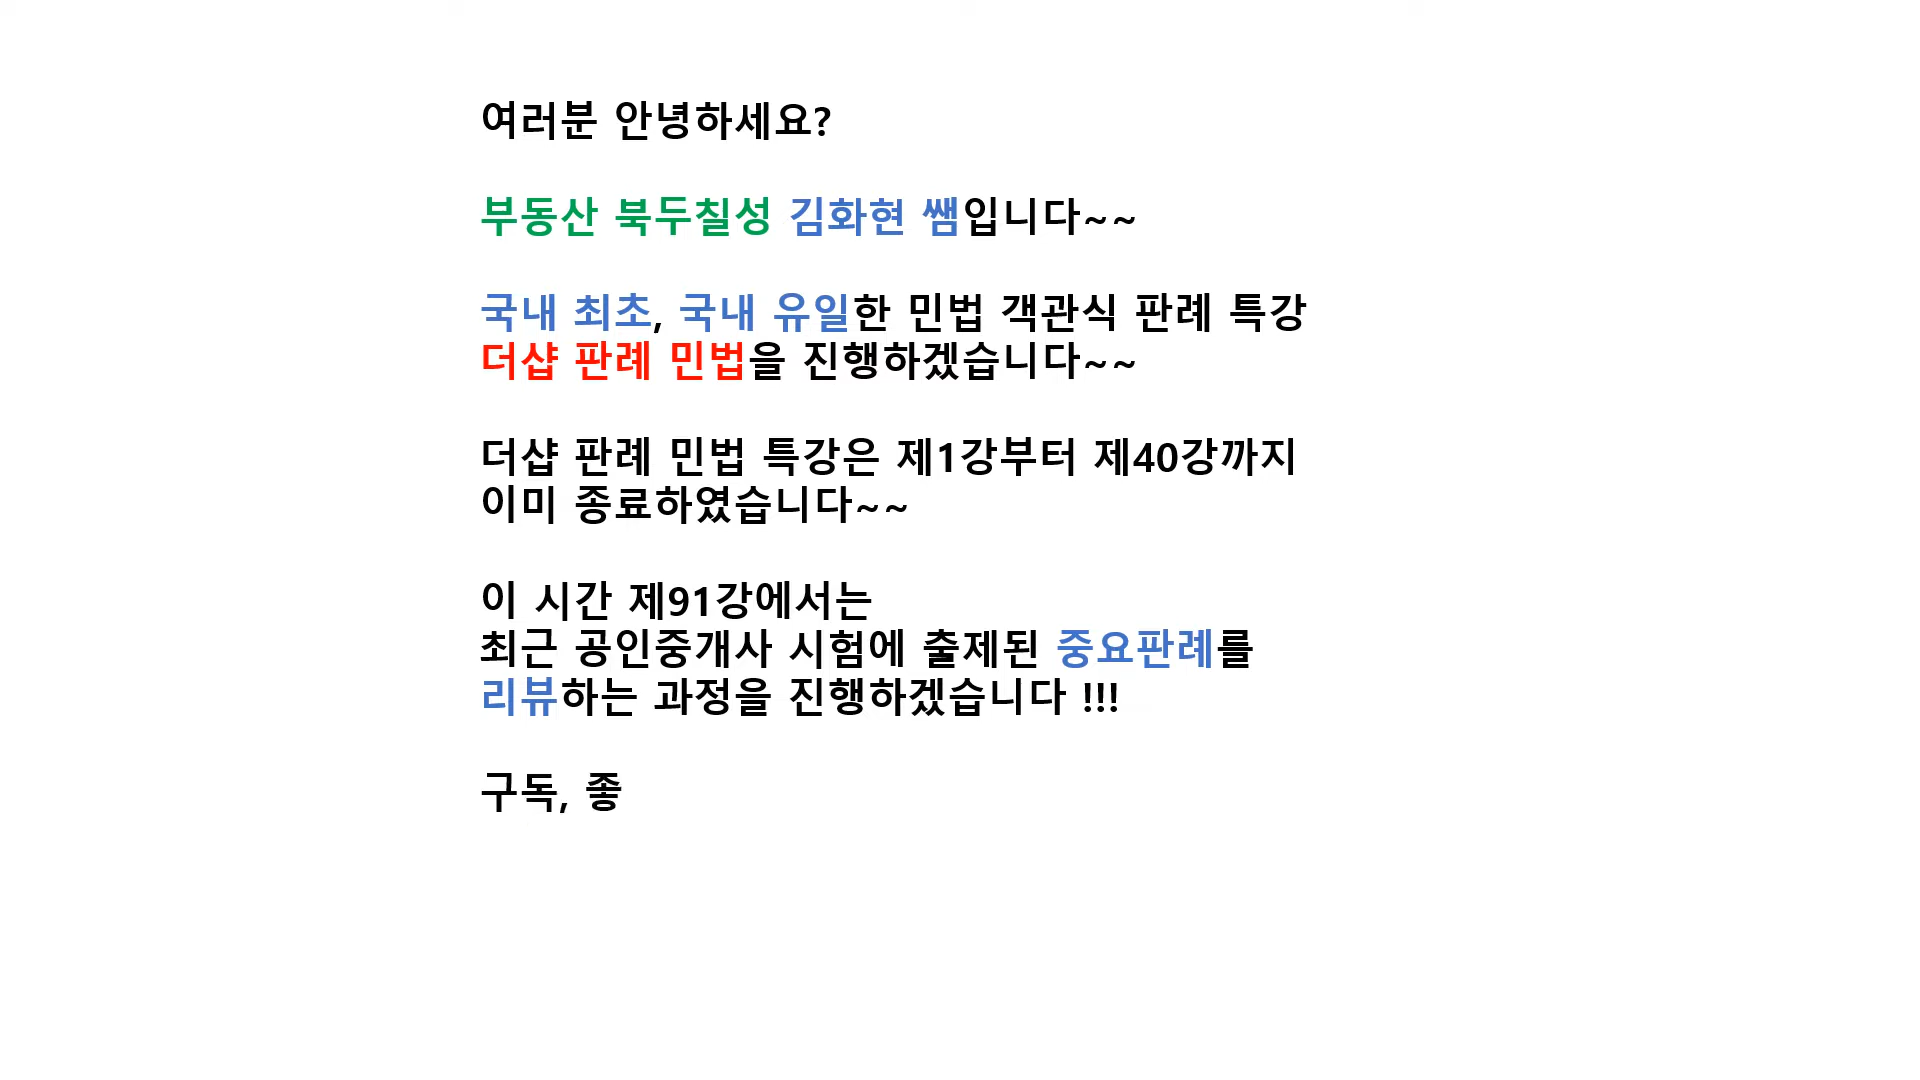 여러분 안녕하세요?
부동산 북두칠성 김화현 쌤입니다~~
국내 최초, 국내 유일한 민법 객관식 판례 특강
더샵 판례 민법을 진행하겠습니다~~
더샵 판례 민법 특강은 제1강부터 제40강까지
이미 종료하였습니다~~
이 시간 제91강에서는
최근 공인중개사 시험에 출제된 중요판례를
리뷰하는 과정을 진행하겠습니다 !!!
구독, 좋